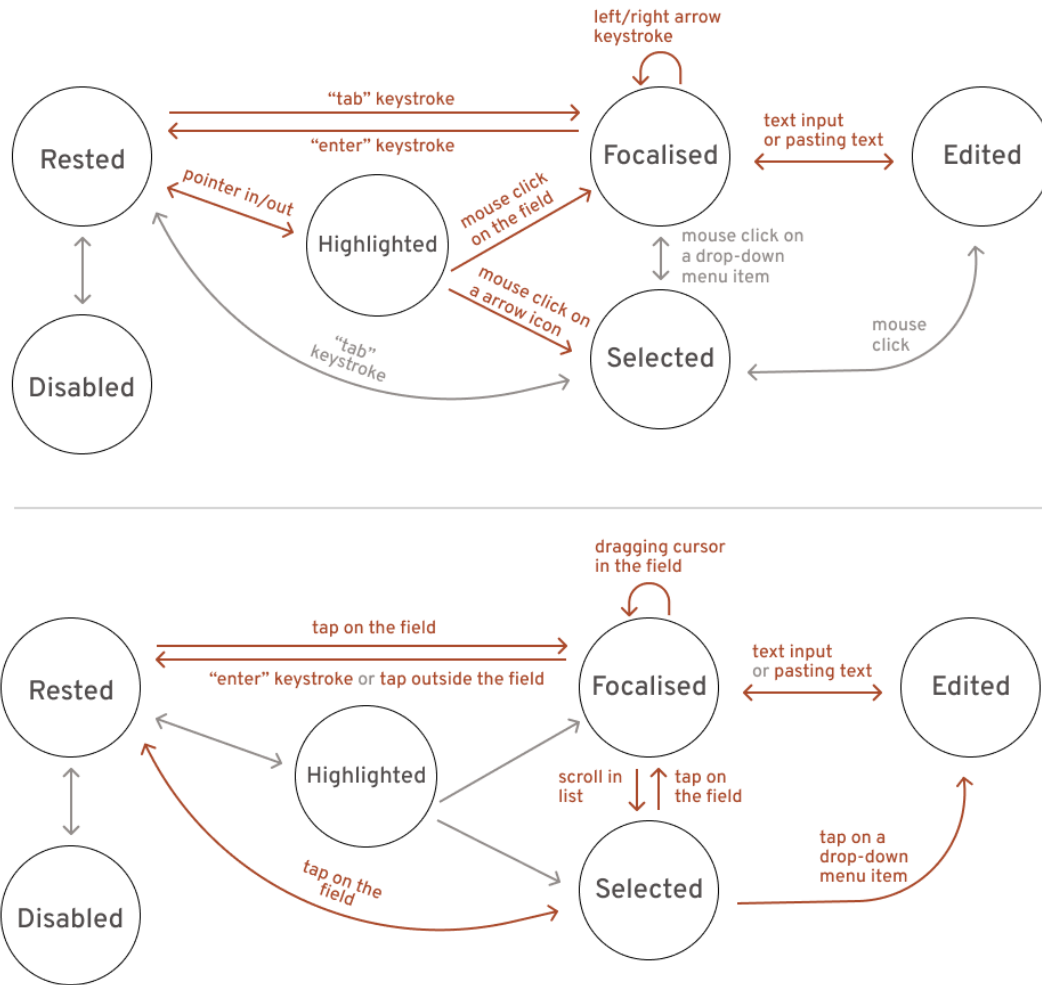 left/right arrow
keystroke
“tab” keystroke
“enter” keystroke
text input
or pasting text
Rested
Focalised
Edited
pointer in/out
Highlighted
mouse click
on the field
mouse click on
a arrow icon
mouse click on
a drop-down
menu item
“tab”
keystroke
Selected
mouse
click
Disabled
dragging cursor
in the field
tap on the field
“enter” keystroke or tap outside the field
text input
or pasting text
Rested
Focalised
Edited
Highlighted
scroll in
list
tap on
the field
tap on the
field
Selected
tap on a
drop-down
menu item
Disabled